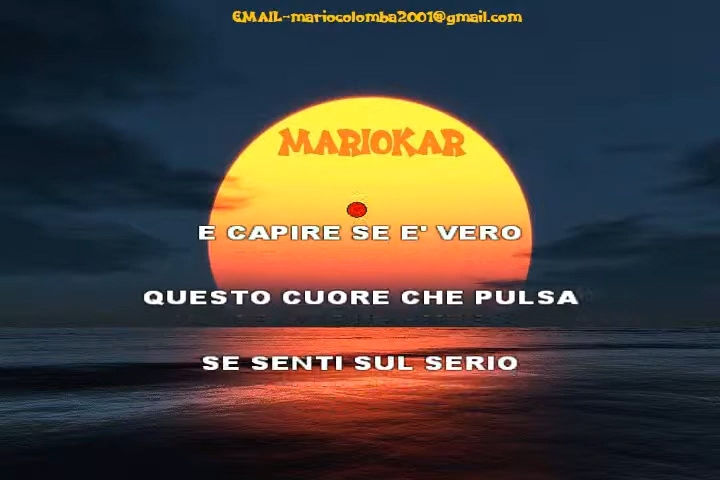 EMAIL-mariocolomba2001@gmail.com
MARIOKAR
E CAPIRE SE E' VERO
QUESTO CUORE CHE PULSA
SE SENTI SUL SERIO